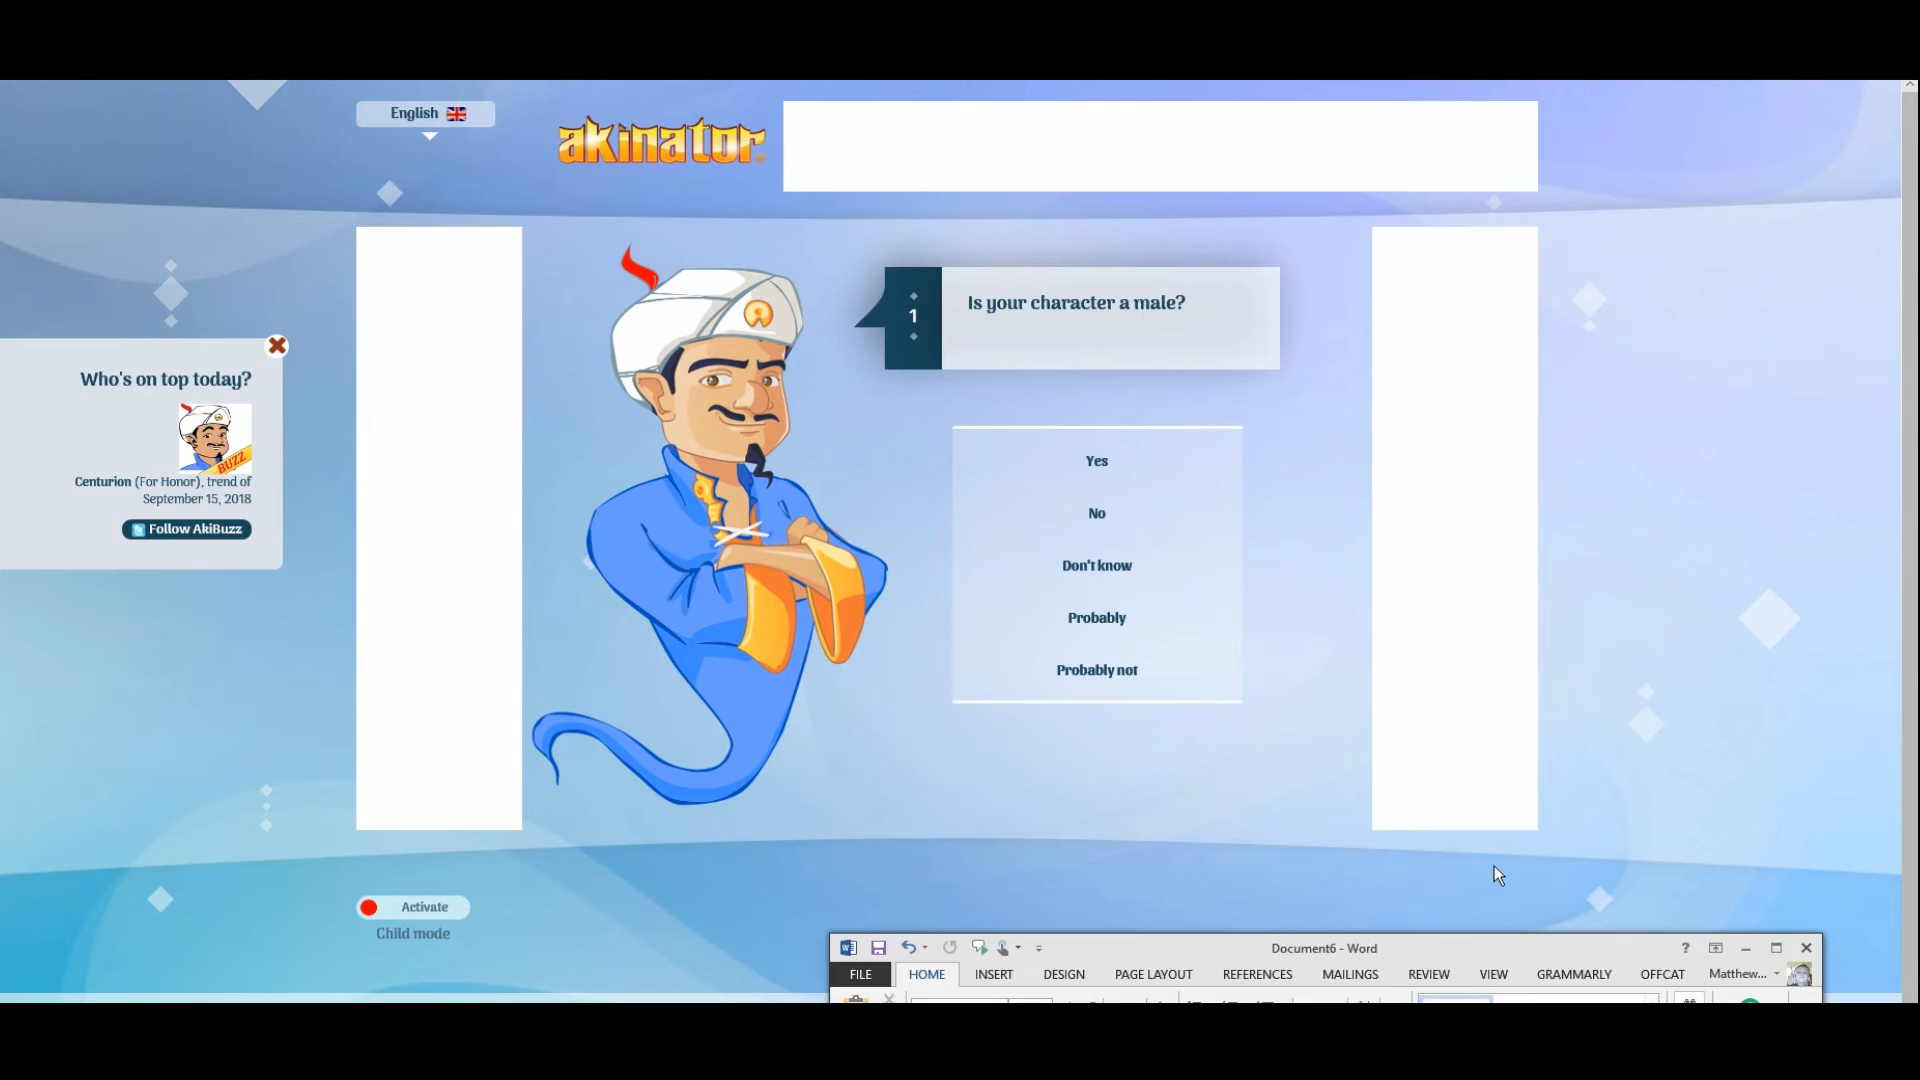 English
akinator
Is your character a male?
1
Who's on top today?
BUZZ
Centurion (For Honor), trend of
September 15, 2018
Follow AkiBuzz
Yes
No
Don't know
Probably
Probably not
Activate
Child mode
Document6 - Word
?
FILE HOME INSERT DESIGN PAGE LAYOUT REFERENCES MAILINGS REVIEW VIEW GRAMMARLY OFFCAT Matthew...